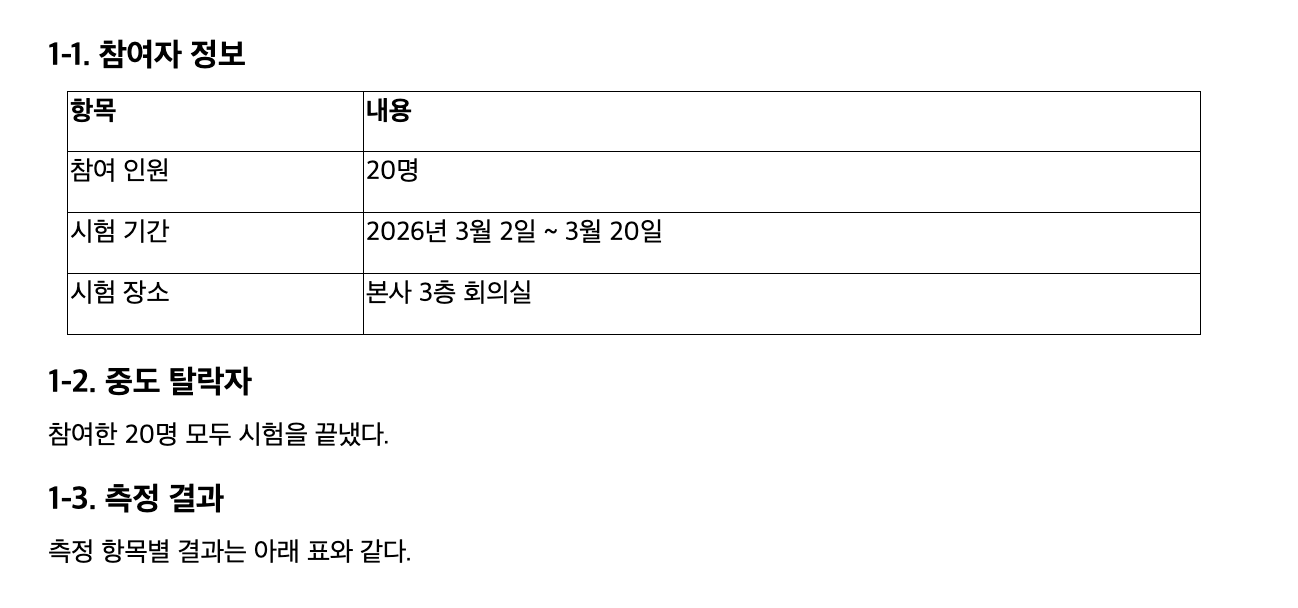 1-1. 참여자 정보
항목 내용
참여 인원 20명
시험 기간 2026년 3월 2일 ~ 3월 20일
시험 장소 본사 3층 회의실
1-2. 중도 탈락자
참여한 20명 모두 시험을 끝냈다.
1-3. 측정 결과
측정 항목별 결과는 아래 표와 같다.